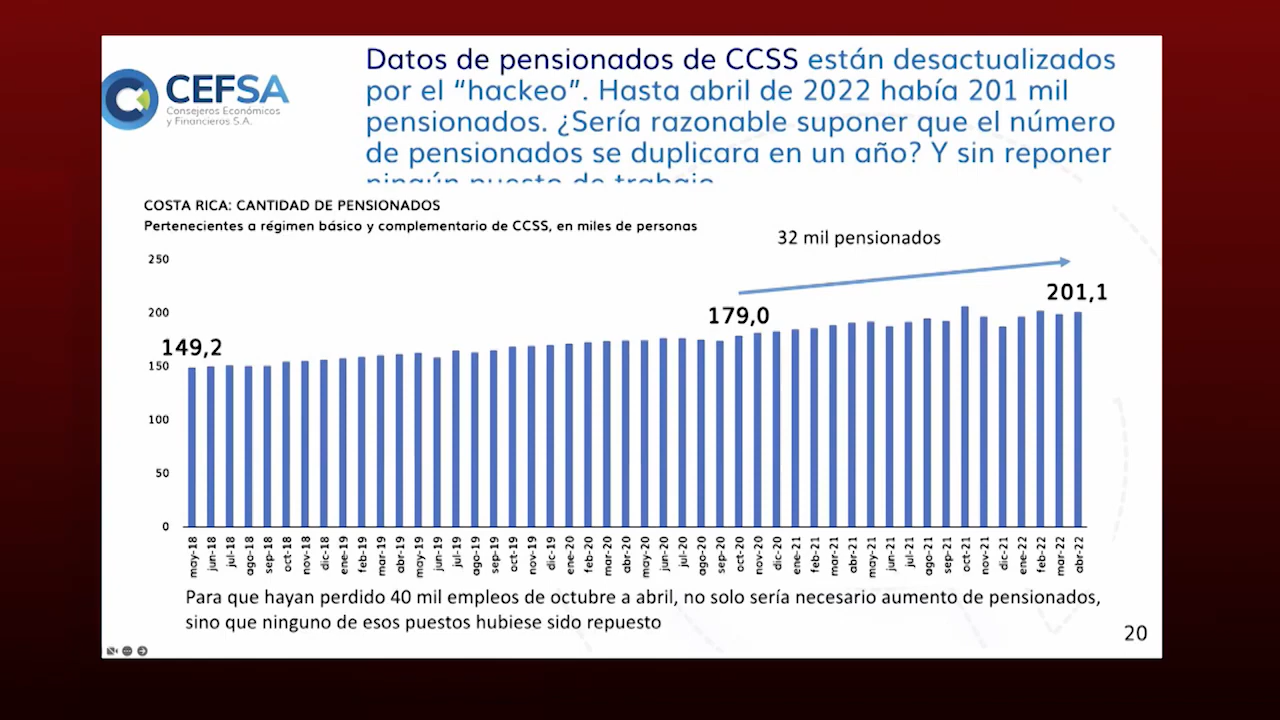 CEFSA
Consejeros Económicos
y Financieros S.A.
Datos de pensionados de CCSS están desactualizados
por el “hackeo”. Hasta abril de 2022 había 201 mil
pensionados. ¿Sería razonable suponer que el número
de pensionados se duplicara en un año? Y sin reponer
ningún puesto de trabajo
COSTA RICA: CANTIDAD DE PENSIONADOS
Pertenecientes a régimen básico y complementario de CCSS, en miles de personas
32 mil pensionados
250
200
150
100
50
0
149,2
179,0
201,1
may-18
jun-18
jul-18
ago-18
sep-18
oct-18
nov-18
dic-18
ene-19
feb-19
mar-19
abr-19
may-19
jun-19
jul-19
ago-19
sep-19
oct-19
nov-19
dic-19
ene-20
feb-20
mar-20
abr-20
may-20
jun-20
jul-20
ago-20
sep-20
oct-20
nov-20
dic-20
ene-21
feb-21
mar-21
abr-21
may-21
jun-21
jul-21
ago-21
sep-21
oct-21
nov-21
dic-21
ene-22
feb-22
mar-22
abr-22
Para que hayan perdido 40 mil empleos de octubre a abril, no solo sería necesario aumento de pensionados,
sino que ninguno de esos puestos hubiese sido repuesto
20